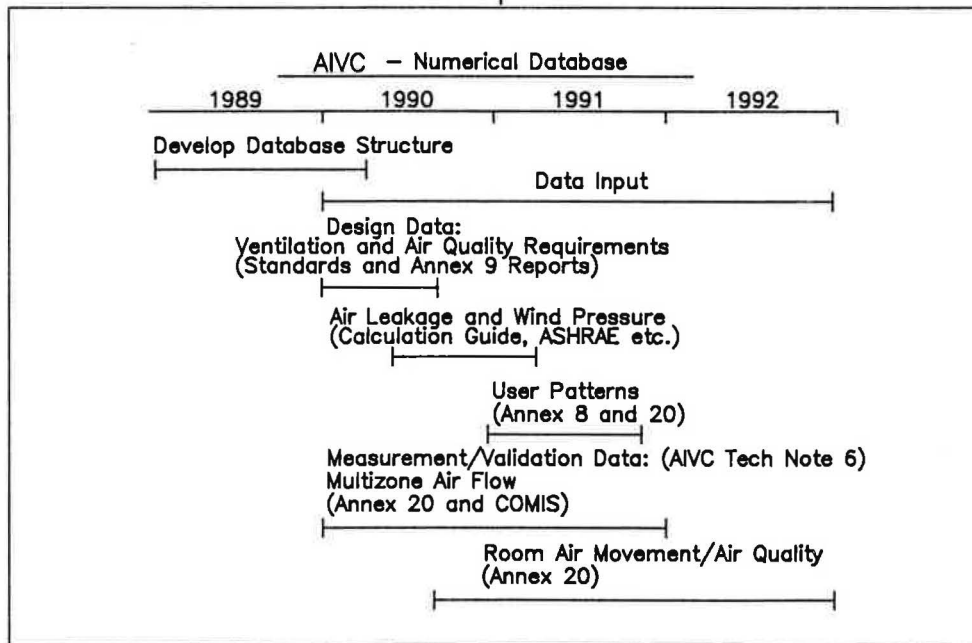 AIVC - Numerical Database
1989 1990 1991 1992
Develop Database Structure
Data Input
Design Data:
Ventilation and Air Quality Requirements
(Standards and Annex 9 Reports)
Air Leakage and Wind Pressure
(Calculation Guide, ASHRAE etc.)
User Patterns
(Annex 8 and 20)
Measurement/Validation Data: (AIVC Tech Note 6)
Multizone Air Flow
(Annex 20 and COMIS)
Room Air Movement/Air Quality
(Annex 20)